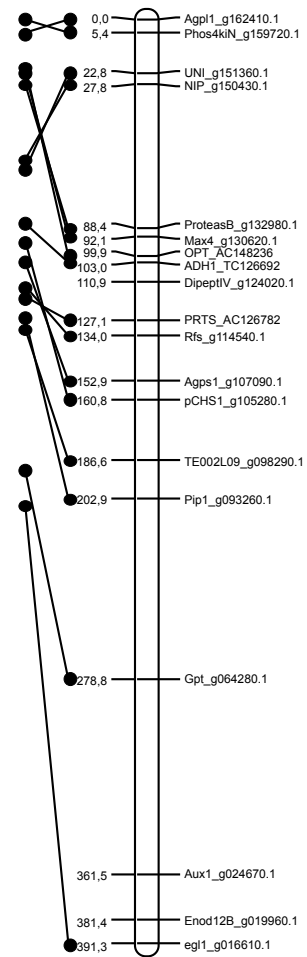 0,0 Agpl1_g162410.1
5,4 Phos4kiN_g159720.1
22,8 UNI_g151360.1
27,8 NIP_g150430.1
88,4 ProteasB_g132980.1
92,1 Max4_g130620.1
99,9 OPT_AC148236
103,0 ADH1_TC126692
110,9 DipeptIV_g124020.1
127,1 PRTS_AC126782
134,0 Rfs_g114540.1
152,9 Agps1_g107090.1
160,8 pCHS1_g105280.1
186,6 TE002L09_g098290.1
202,9 Pip1_g093260.1
278,8 Gpt_g064280.1
361,5 Aux1_g024670.1
381,4 Enod12B_g019960.1
391,3 egl1_g016610.1